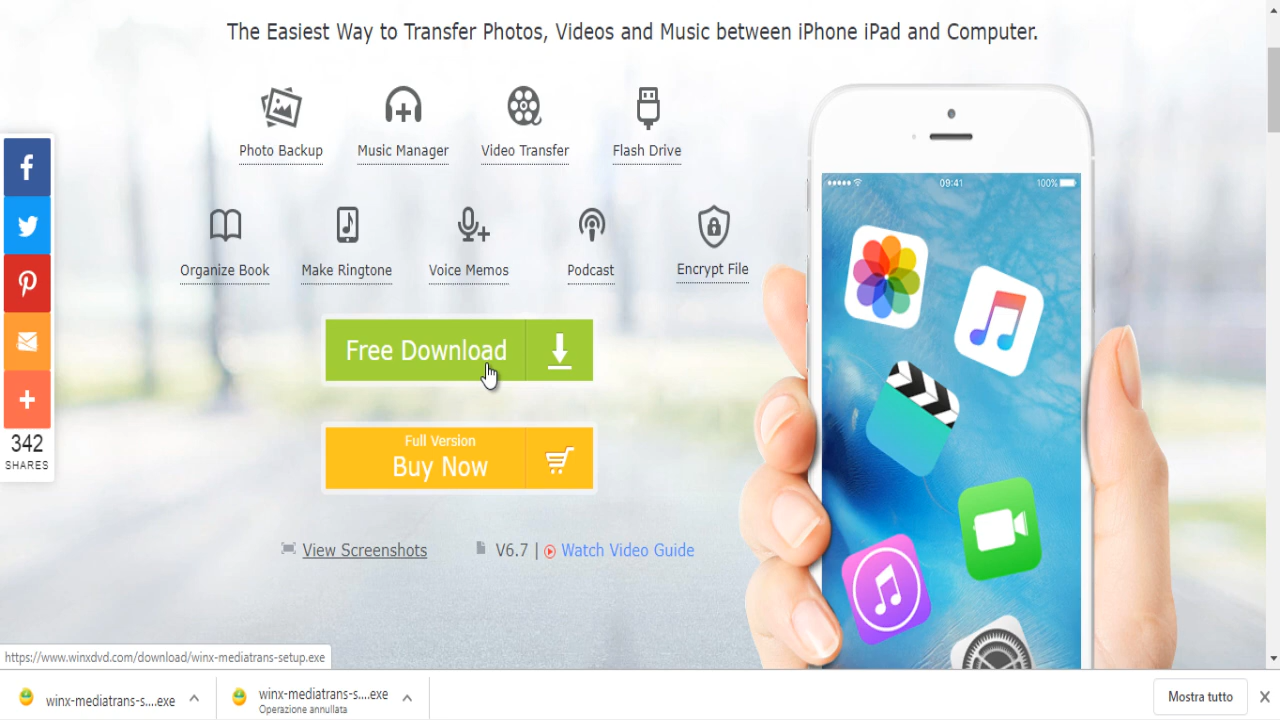 The Easiest Way to Transfer Photos, Videos and Music between iPhone iPad and Computer.
Photo Backup
Music Manager
Video Transfer
Flash Drive
Organize Book
Make Ringtone
Voice Memos
Podcast
Encrypt File
Free Download
Full Version
Buy Now
View Screenshots
V6.7 | Watch Video Guide
342
SHARES
09:41
100%
https://www.winxdvd.com/download/winx-mediatrans-setup.exe
winx-mediatrans-s....exe
winx-mediatrans-s....exe
Operazione annullata
Mostra tutto